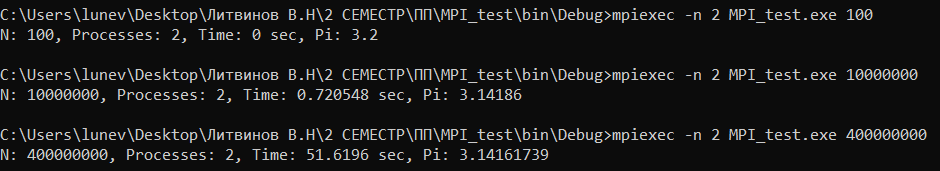 C:\Users\lunev\Desktop\Литвинов В.Н\2 СЕМЕСТР\ПП\MPI_test\bin\Debug>mpiexec -n 2 MPI_test.exe 100
N: 100, Processes: 2, Time: 0 sec, Pi: 3.2
C:\Users\lunev\Desktop\Литвинов В.Н\2 СЕМЕСТР\ПП\MPI_test\bin\Debug>mpiexec -n 2 MPI_test.exe 10000000
N: 10000000, Processes: 2, Time: 0.720548 sec, Pi: 3.14186
C:\Users\lunev\Desktop\Литвинов В.Н\2 СЕМЕСТР\ПП\MPI_test\bin\Debug>mpiexec -n 2 MPI_test.exe 400000000
N: 400000000, Processes: 2, Time: 51.6196 sec, Pi: 3.14161739